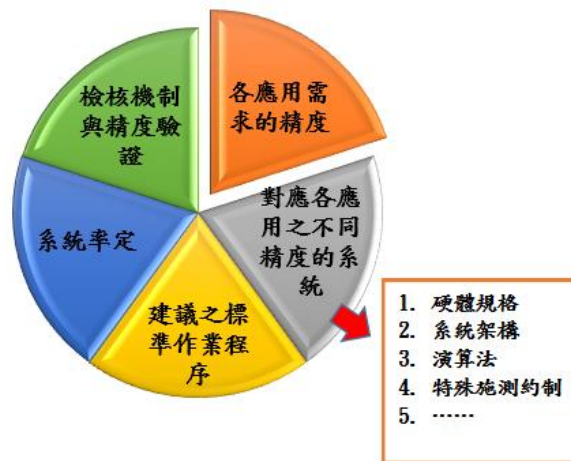 各應用需
求的精度
對應各應
用之不同
精度的系
統
1. 硬體規格
2. 系統架構
3. 演算法
4. 特殊施測約制
5. ⋯⋯
建議之標
準作業程
序
系統率定
檢核機制
與精度驗
證